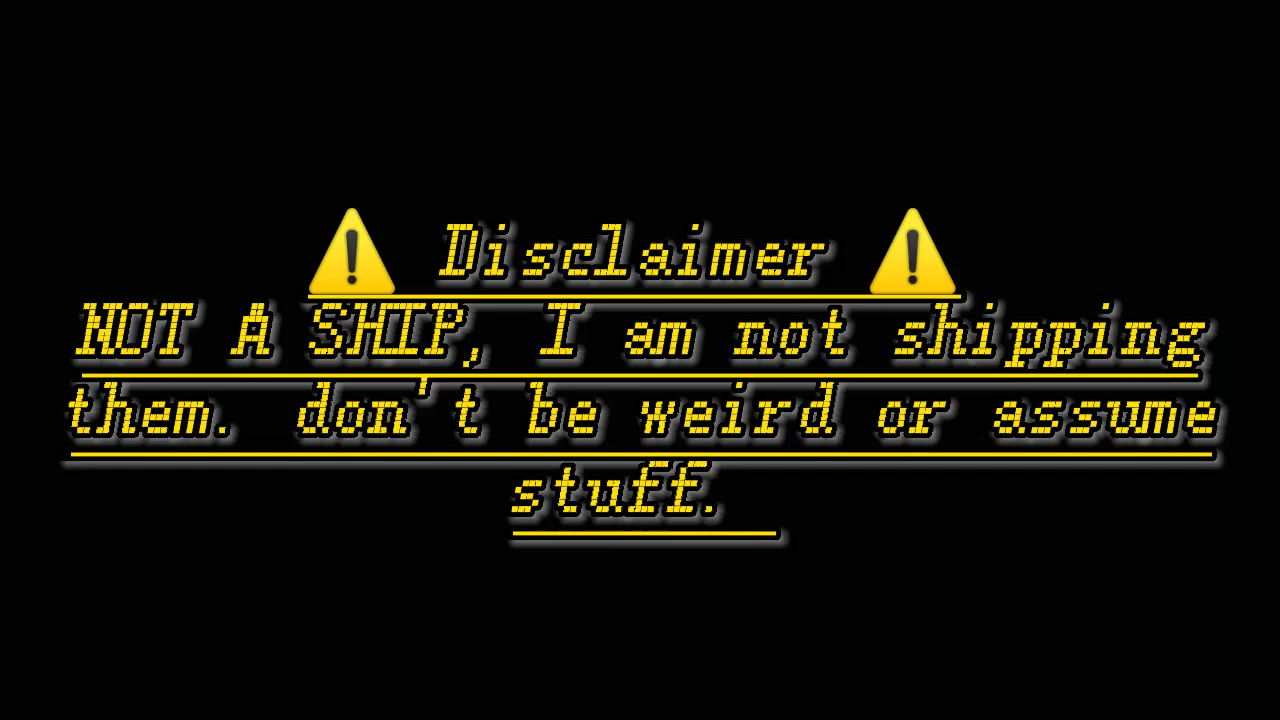 ⚠️ Disclaimer ⚠️
NOT A SHIP, I am not shipping
them. don't be weird or assume
stuff.